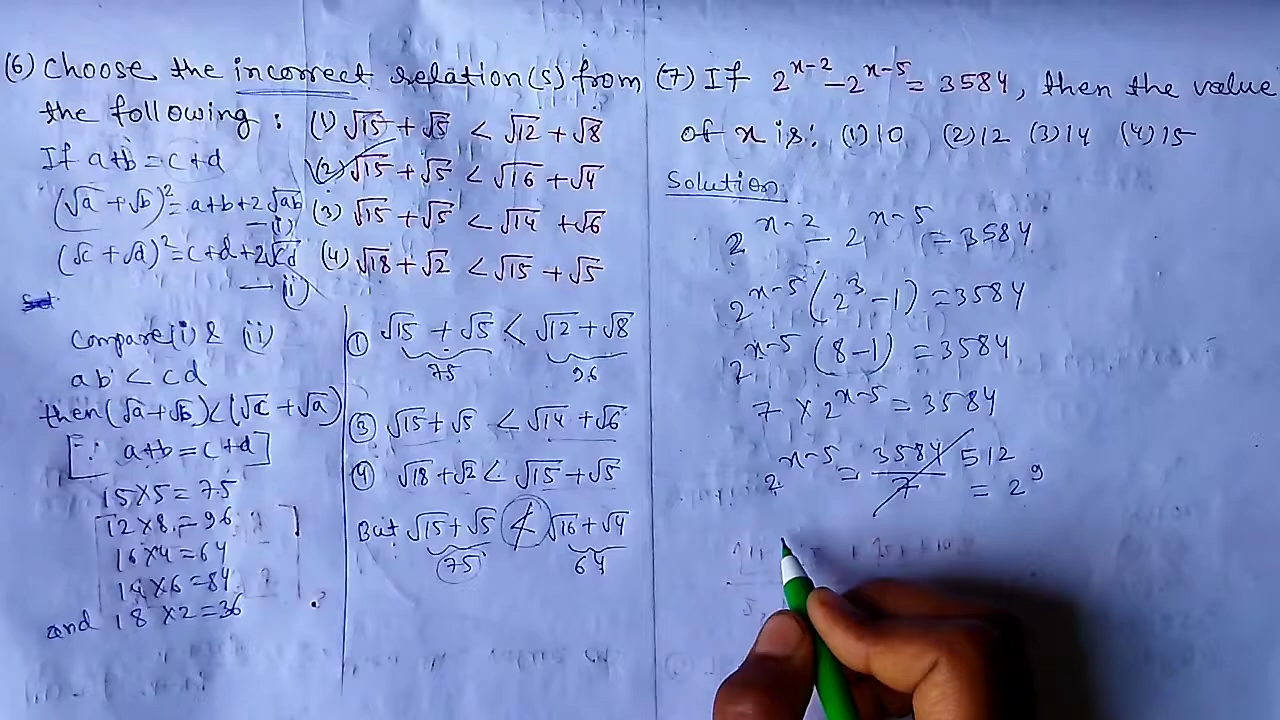 (6) Choose the incorrect relation(s) from
the following : (1) √15 + √5 < √12 + √8
If a+b = c+d
(2) √15 + √5 < √16 + √4
(√a + √b)² = a+b+2√ab
—(i)
(3) √15 + √5 < √14 + √6
(√c + √d)² = c+d+2√cd
—(ii)
(4) √18 + √2 < √15 + √5
Compare (i) & (ii)
ab < cd
then (√a+√b) < (√c + √d)
[∵ a+b = c+d]
15×5 = 75
12×8 = 96
16×4 = 64
14×6 = 84
and 18×2 = 36
① √15 + √5 < √12 + √8
75 96
③ √15 + √5 < √14 + √6
④ √18 + √2 < √15 + √5
But √15 + √5 ≮ √16 + √4
75 64
(7) If 2^{x-2} – 2^{x-5} = 3584, then the value
of x is: (1) 10 (2) 12 (3) 14 (4) 15
Solution
2^{x-2} – 2^{x-5} = 3584
2^{x-5} (2³ – 1) = 3584
2^{x-5} (8–1) = 3584
7 × 2^{x-5} = 3584
2^{x-5} = 3584/7 512
= 2⁹